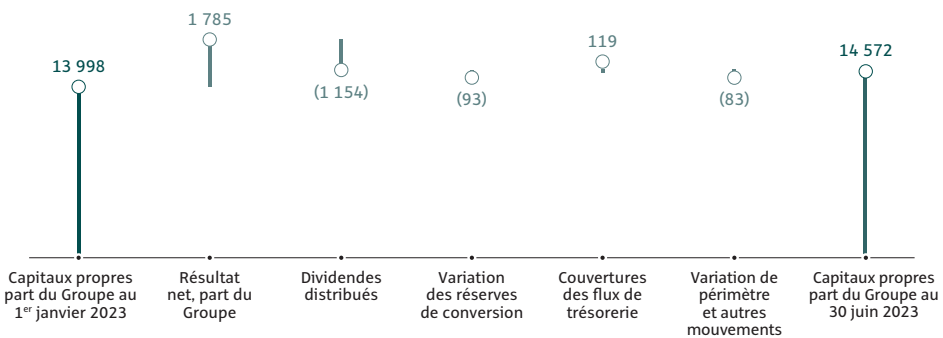 1 785
119
14 572
13 998
(1 154)
(93)
(83)
Capitaux propres
part du Groupe au
1er janvier 2023
Résultat
net, part du
Groupe
Dividendes
distribués
Variation
des réserves
de conversion
Couvertures
des flux de
trésorerie
Variation de
périmètre
et autres
mouvements
Capitaux propres
part du Groupe au
30 juin 2023